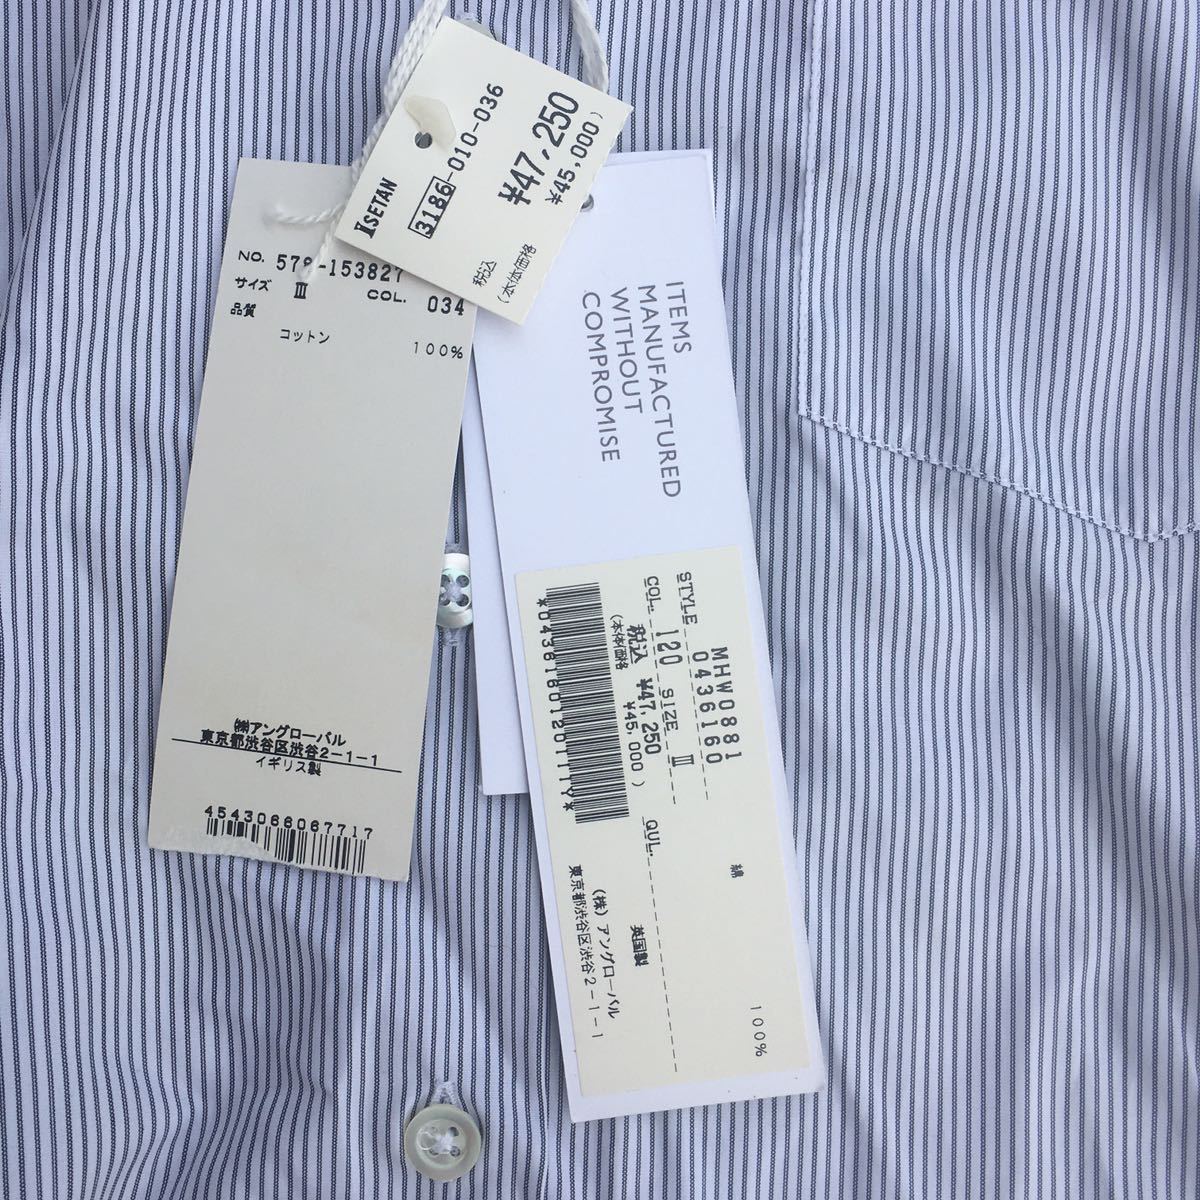 ISETAN
3186-010-036
¥47,250
¥45,000)
税込
(本体価格
NO. 578-153827
サイズ III COL. 034
品質
コットン 100%
(株)アングローバル
東京都渋谷区渋谷2-1-1
イギリス製
4543066067717
ITEMS
MANUFACTURED
WITHOUT
COMPROMISE
MHW0881
STYLE 0436160
COL. 120 SIZE III
QUL.
税込 ¥47,250
(本体価格 ¥45,000)
*0436160120111Y*
綿 100%
英国製
(株)アングローバル
東京都渋谷区渋谷2-1-1